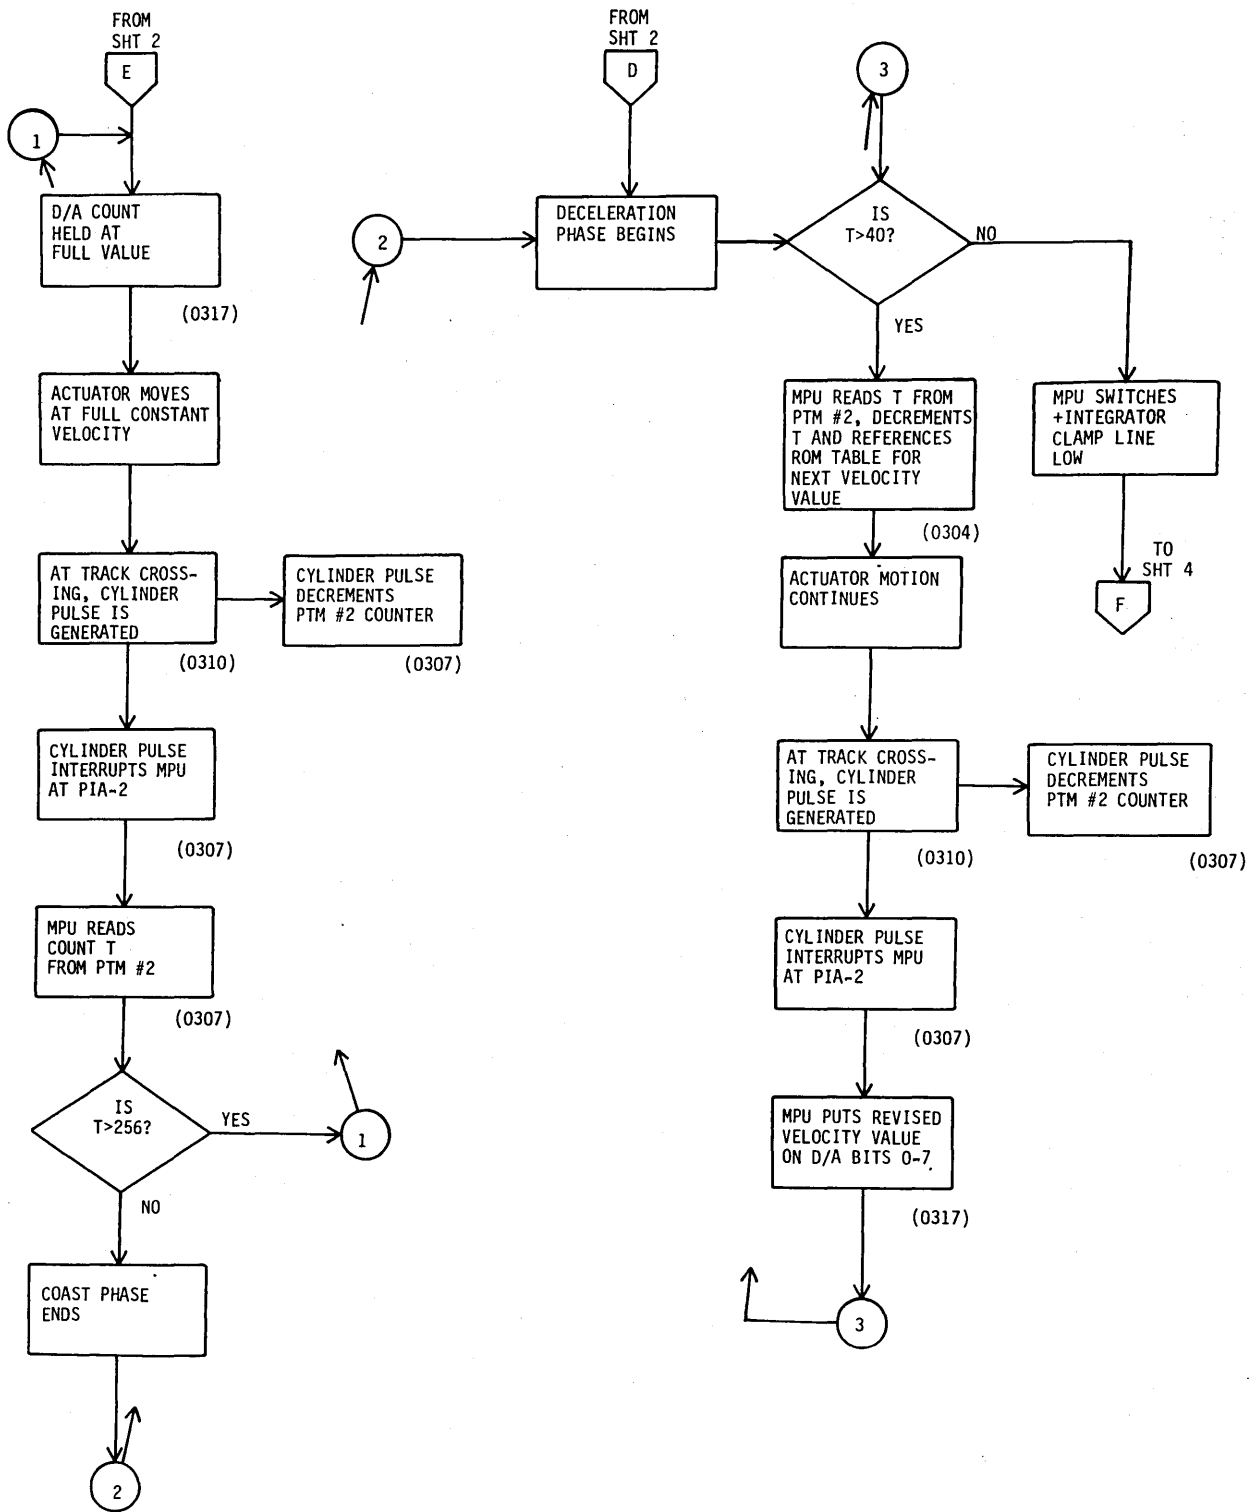 FROM
SHT 2
E
1
D/A COUNT
HELD AT
FULL VALUE
(0317)
ACTUATOR MOVES
AT FULL CONSTANT
VELOCITY
AT TRACK CROSS-
ING, CYLINDER
PULSE IS
GENERATED
(0310)
CYLINDER PULSE
DECREMENTS
PTM #2 COUNTER
(0307)
CYLINDER PULSE
INTERRUPTS MPU
AT PIA-2
(0307)
MPU READS
COUNT T
FROM PTM #2
(0307)
IS
T>256?
YES
1
NO
COAST PHASE
ENDS
2
FROM
SHT 2
D
2
DECELERATION
PHASE BEGINS
3
IS
T>40?
NO
YES
MPU READS T FROM
PTM #2, DECREMENTS
T AND REFERENCES
ROM TABLE FOR
NEXT VELOCITY
VALUE
(0304)
MPU SWITCHES
+INTEGRATOR
CLAMP LINE
LOW
TO
SHT 4
F
ACTUATOR MOTION
CONTINUES
AT TRACK CROSS-
ING, CYLINDER
PULSE IS
GENERATED
(0310)
CYLINDER PULSE
DECREMENTS
PTM #2 COUNTER
(0307)
CYLINDER PULSE
INTERRUPTS MPU
AT PIA-2
(0307)
MPU PUTS REVISED
VELOCITY VALUE
ON D/A BITS 0-7.
(0317)
3